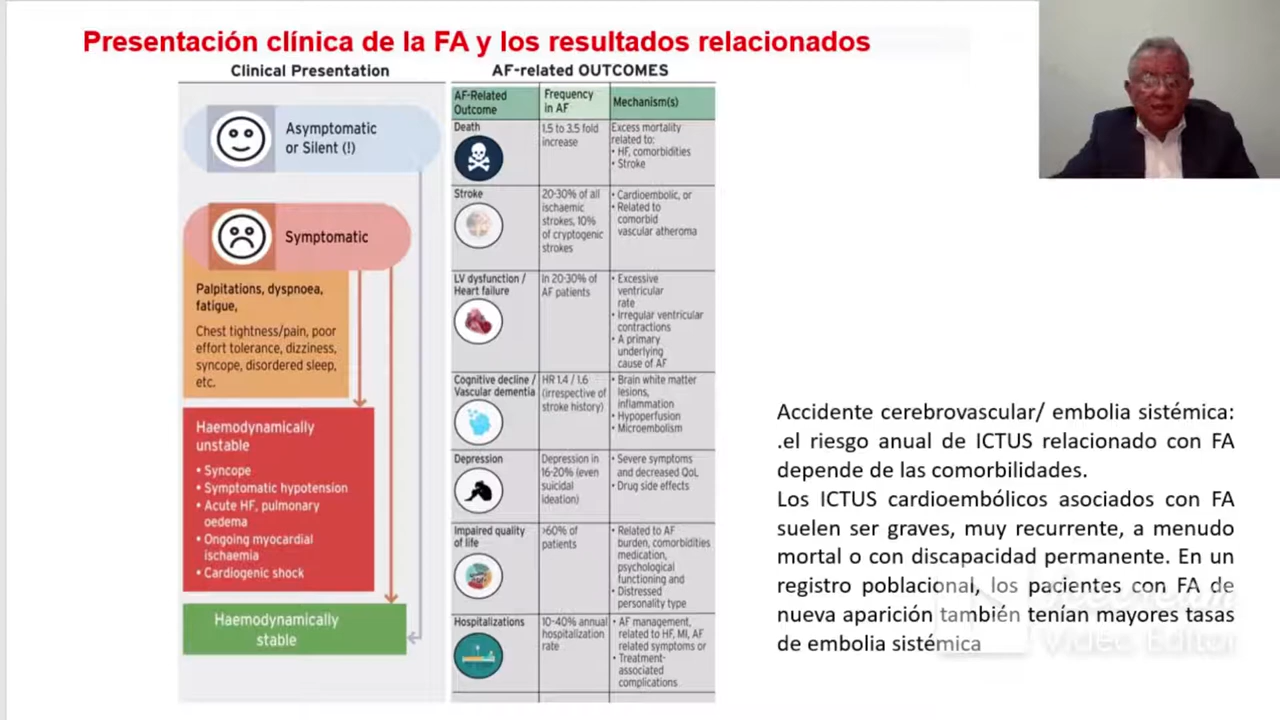 Presentación clínica de la FA y los resultados relacionados
Clinical Presentation
Asymptomatic
or Silent (!)
Symptomatic
Palpitations, dyspnoea,
fatigue,
Chest tightness/pain, poor
effort tolerance, dizziness,
syncope, disordered sleep,
etc.
Haemodynamically
unstable
• Syncope
• Symptomatic hypotension
• Acute HF, pulmonary
oedema
• Ongoing myocardial
ischaemia
• Cardiogenic shock
Haemodynamically
stable
AF-related OUTCOMES
AF-Related
Outcome
Frequency
in AF
Mechanism(s)
Death
1.5 to 3.5 fold
increase
Excess mortality
related to:
• HF, comorbidities
• Stroke
Stroke
20-30% of all
ischaemic
strokes, 10%
of cryptogenic
strokes
• Cardioembolic, or
• Related to
comorbid
vascular atheroma
LV dysfunction /
Heart failure
In 20-30% of
AF patients
• Excessive
ventricular
rate
• Irregular ventricular
contractions
• A primary
underlying
cause of AF
Cognitive decline /
Vascular dementia
HR 1.4 / 1.6
(irrespective of
stroke history)
• Brain white matter
lesions,
inflammation
• Hypoperfusion
• Microembolism
Depression
Depression in
16-20% (even
suicidal
ideation)
• Severe symptoms
and decreased QoL
• Drug side effects
Impaired quality
of life
>60% of
patients
• Related to AF
burden, comorbidities
medication,
psychological
functioning and
• Distressed
personality type
Hospitalizations
10-40% annual
hospitalization
rate
• AF management,
related to HF, MI, AF
related symptoms or
• Treatment-
associated
complications
Accidente cerebrovascular/ embolia sistémica:
.el riesgo anual de ICTUS relacionado con FA
depende de las comorbilidades.
Los ICTUS cardioembólicos asociados con FA
suelen ser graves, muy recurrente, a menudo
mortal o con discapacidad permanente. En un
registro poblacional, los pacientes con FA de
nueva aparición también tenían mayores tasas
de embolia sistémica
Video Editor